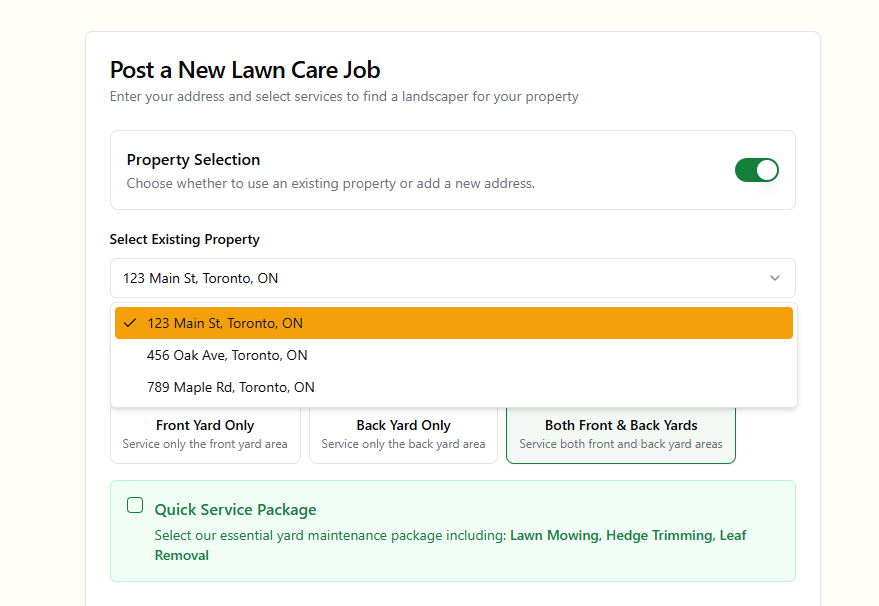 Post a New Lawn Care Job
Enter your address and select services to find a landscaper for your property
Property Selection
Choose whether to use an existing property or add a new address.
Select Existing Property
123 Main St, Toronto, ON
123 Main St, Toronto, ON
456 Oak Ave, Toronto, ON
789 Maple Rd, Toronto, ON
Front Yard Only
Service only the front yard area
Back Yard Only
Service only the back yard area
Both Front & Back Yards
Service both front and back yard areas
Quick Service Package
Select our essential yard maintenance package including: Lawn Mowing, Hedge Trimming, Leaf
Removal